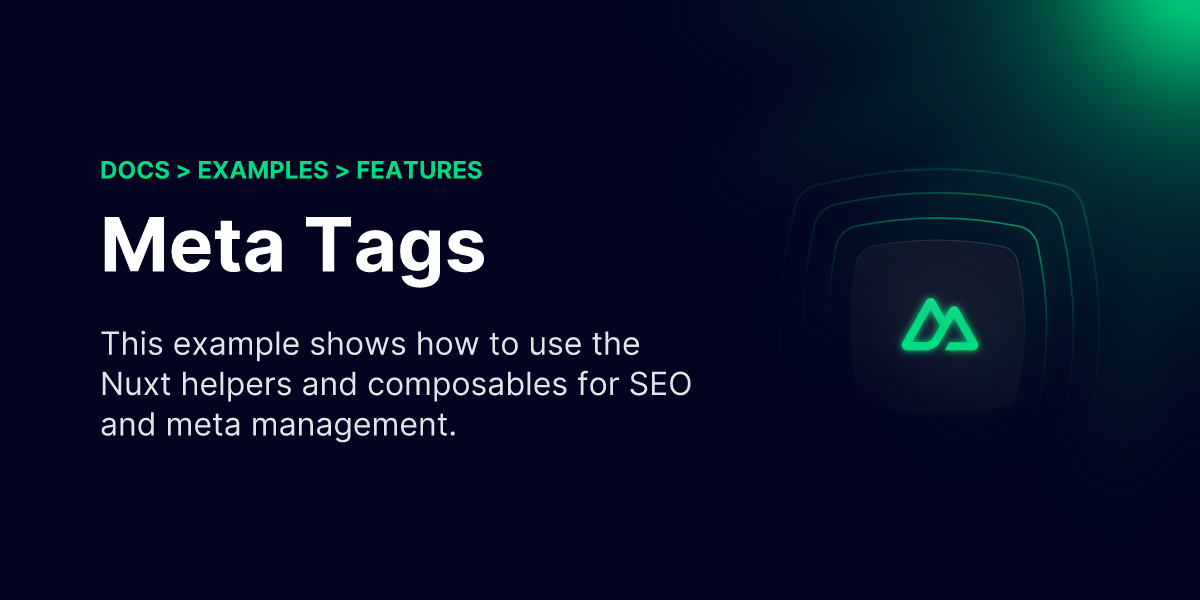 DOCS > EXAMPLES > FEATURES
Meta Tags
This example shows how to use the
Nuxt helpers and composables for SEO
and meta management.